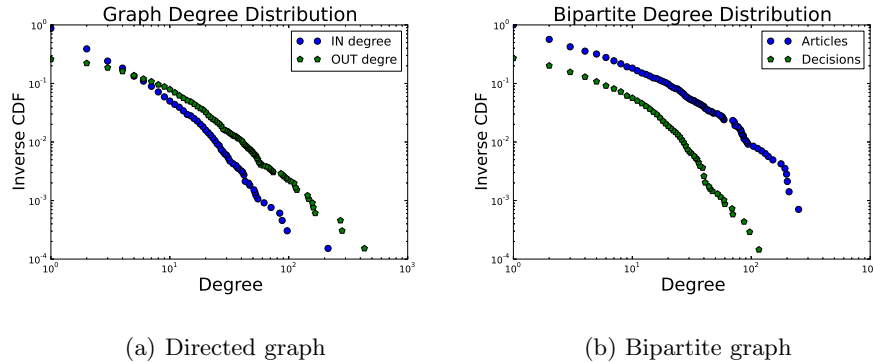 Graph Degree Distribution
10^0
10^-1
10^-2
10^-3
10^-4
Inverse CDF
IN degree
OUT degre
10^0 10^1 10^2 10^3
Degree
(a) Directed graph
Bipartite Degree Distribution
10^0
10^-1
10^-2
10^-3
10^-4
Inverse CDF
Articles
Decisions
10^0 10^1 10^2 10
Degree
(b) Bipartite graph